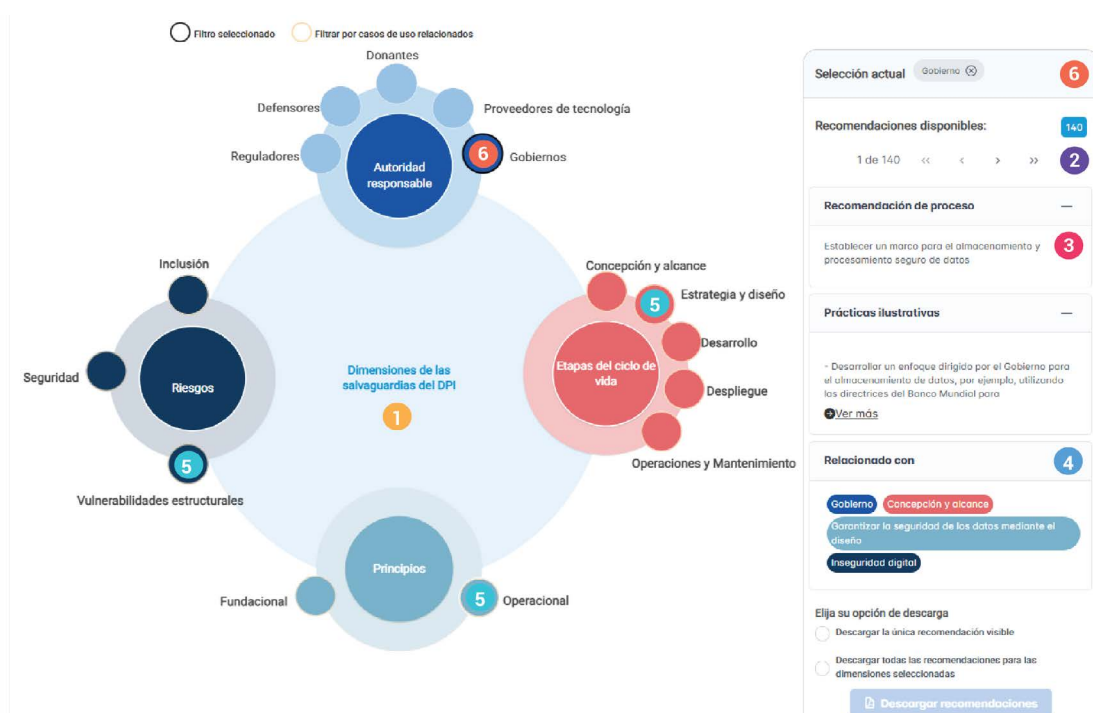 Filtro seleccionado
Filtrar por casos de uso relacionados
Donantes
Defensores
Proveedores de tecnología
Reguladores
Autoridad
responsable
6
Gobiernos
Inclusión
Seguridad
Riesgos
5
Vulnerabilidades estructurales
Dimensiones de las
salvaguardias del DPI
1
Concepción y alcance
5
Estrategia y diseño
Desarrollo
Etapas del ciclo de
vida
Despliegue
Operaciones y Mantenimiento
Principios
Fundacional
5
Operacional
Selección actual
Gobierno
6
Recomendaciones disponibles:
140
1 de 140 << < > >>
2
Recomendación de proceso —
Establecer un marco para el almacenamiento y
procesamiento seguro de datos
3
Prácticas ilustrativas —
- Desarrollar un enfoque dirigido por el Gobierno para
el almacenamiento de datos, por ejemplo, utilizando
las directrices del Banco Mundial para
Ver más
Relacionado con
4
Gobierno
Concepción y alcance
Garantizar la seguridad de los datos mediante el
diseño
Inseguridad digital
Elija su opción de descarga
Descargar la única recomendación visible
Descargar todas las recomendaciones para las
dimensiones seleccionadas
Descargar recomendaciones